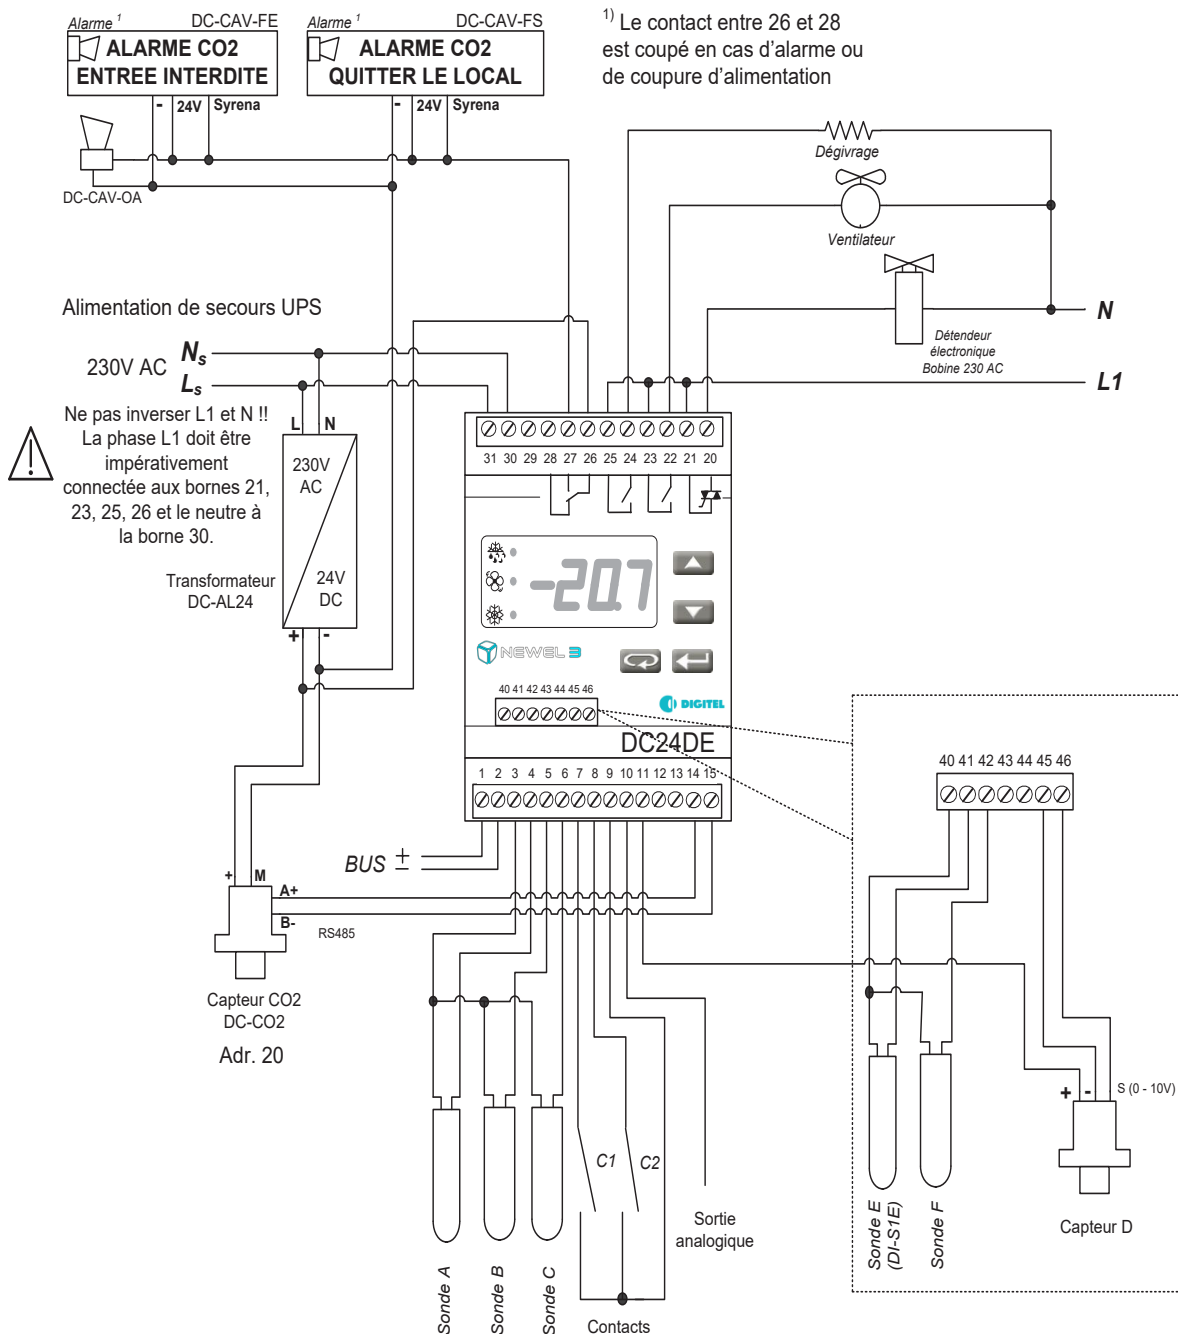 Alarme ¹ DC-CAV-FE
ALARME CO2
ENTREE INTERDITE
- 24V Syrena
Alarme ¹ DC-CAV-FS
ALARME CO2
QUITTER LE LOCAL
- 24V Syrena
1) Le contact entre 26 et 28
est coupé en cas d'alarme ou
de coupure d'alimentation
DC-CAV-OA
Dégivrage
Ventilateur
Détendeur
électronique
Bobine 230 AC
N
L1
Alimentation de secours UPS
230V AC
Ns
Ls
Ne pas inverser L1 et N !!
La phase L1 doit être
impérativement
connectée aux bornes 21,
23, 25, 26 et le neutre à
la borne 30.
L N
230V
AC
24V
DC
+ -
Transformateur
DC-AL24
31 30 29 28 27 26 25 24 23 22 21 20
-20.7
NEWEL 3
40 41 42 43 44 45 46
DIGITEL
DC24DE
1 2 3 4 5 6 7 8 9 10 11 12 13 14 15
BUS + -
+ M
A+
B-
RS485
Capteur CO2
DC-CO2
Adr. 20
Sonde A
Sonde B
Sonde C
C1
C2
Contacts
Sortie
analogique
40 41 42 43 44 45 46
Sonde E
(DI-S1E)
Sonde F
+ - S (0 - 10V)
Capteur D